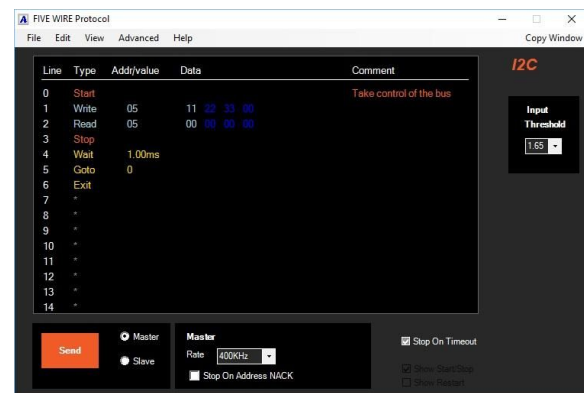 FIVE WIRE Protocol
File Edit View Advanced Help Copy Window
I2C
Line Type Addr/value Data Comment
0 Start Take control of the bus
1 Write 05 11 22 33 00
2 Read 05 00 00 00 00
3 Stop
4 Wait 1.00ms
5 Goto 0
6 Exit
7 *
8 *
9 *
10 *
11 *
12 *
13 *
14 *
Input
Threshold
1.65
Send
Master
Slave
Master
Rate 400KHz
Stop On Address NACK
Stop On Timeout
Show Start/Stop
Show Restart